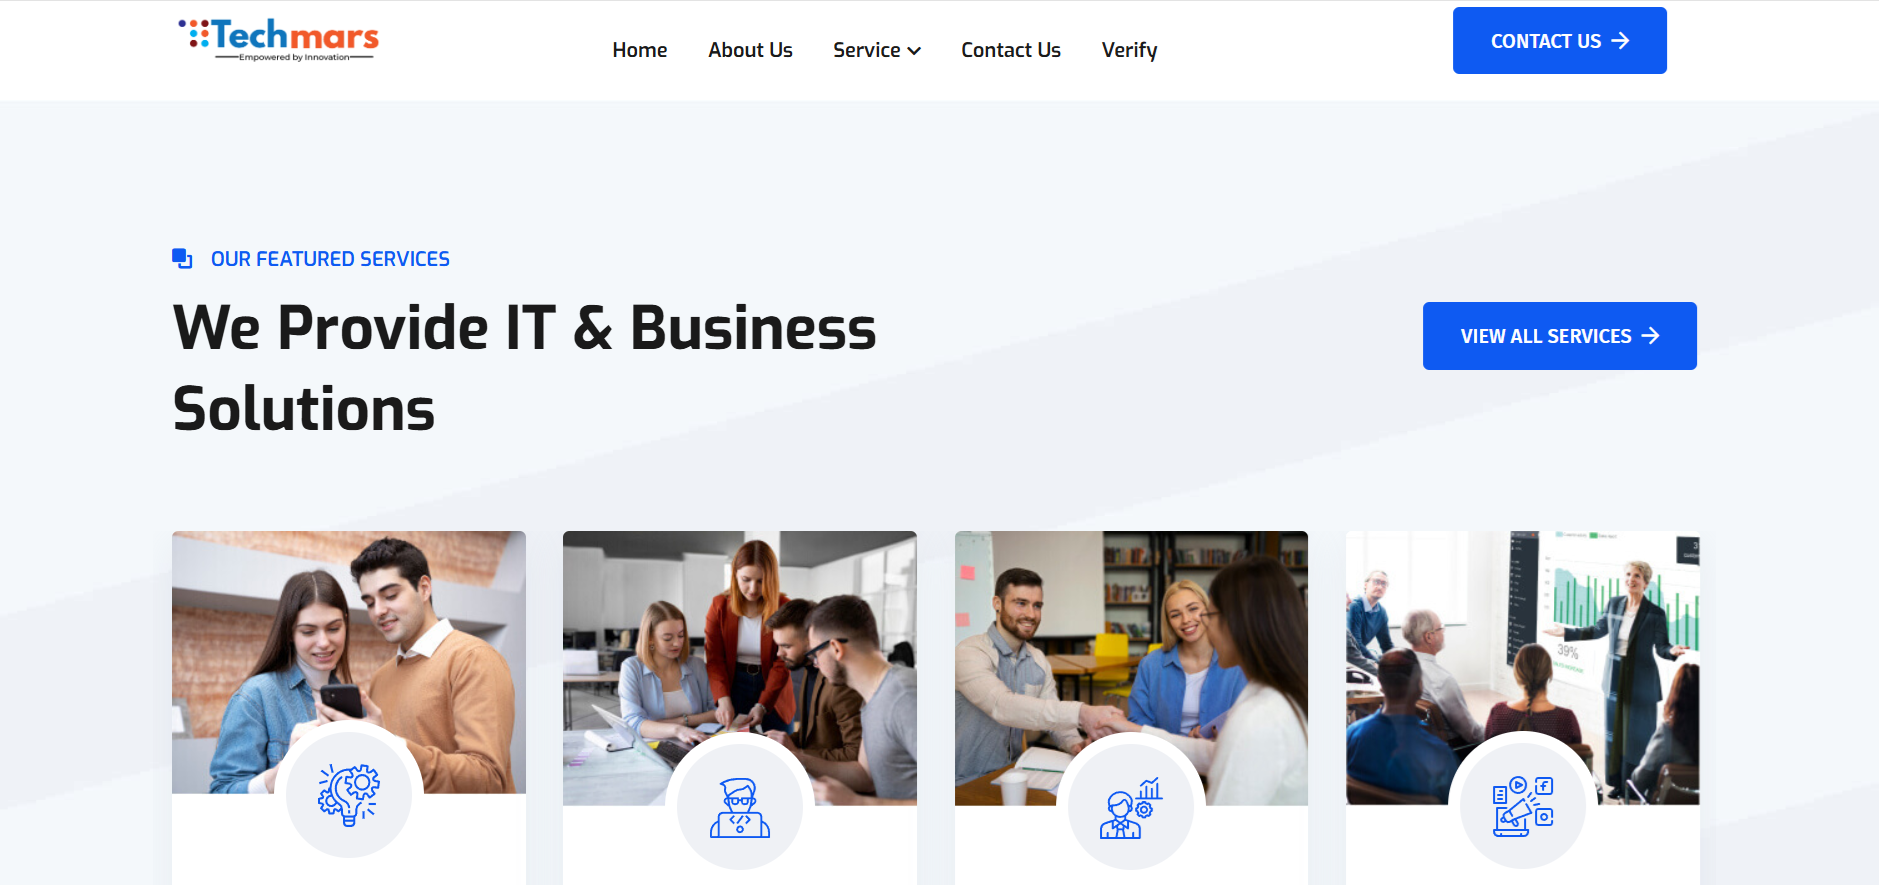 Techmars
Empowered by Innovation
Home
About Us
Service
Contact Us
Verify
CONTACT US
OUR FEATURED SERVICES
We Provide IT & Business
Solutions
VIEW ALL SERVICES
39%